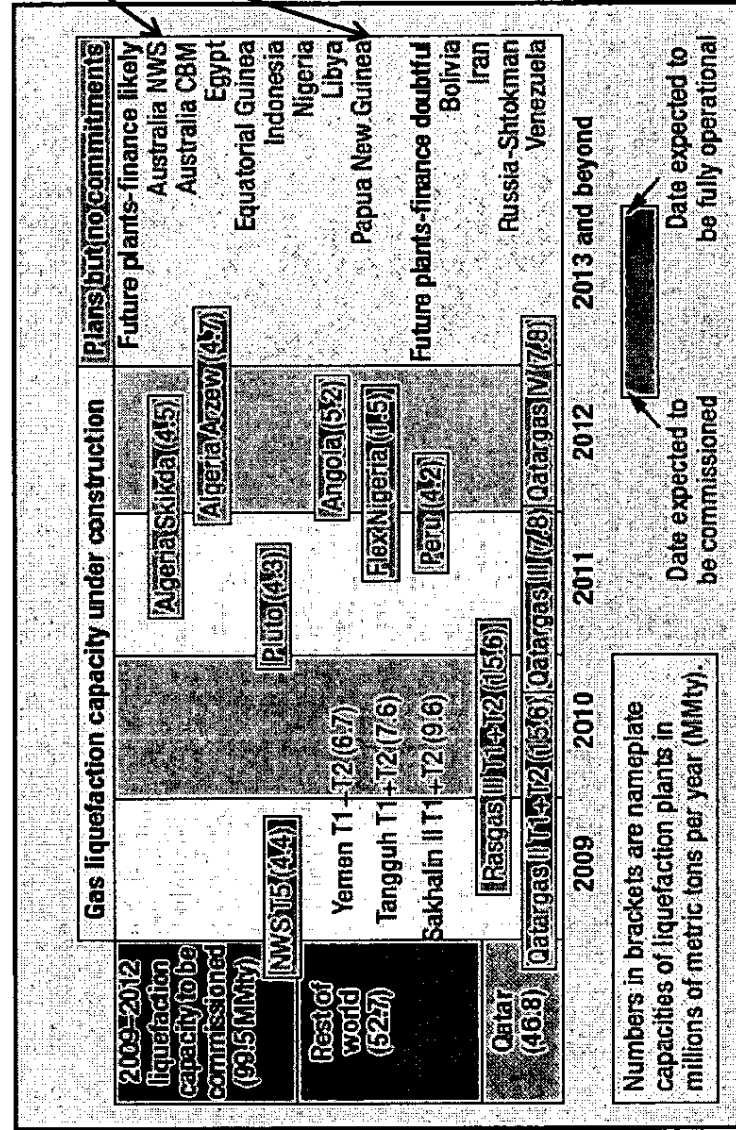 Gas liquefaction capacity under construction
Plans but no commitments
2009–2012
liquefaction
capacity to be
commissioned
(99.5 MMty)
Rest of
world
(52.7)
Qatar
(46.8)
NWS T5 (4.4)
Yemen T1+T2 (6.7)
Tangguh T1+T2 (7.6)
Sakhalin II T1+T2 (9.6)
Rasgas II T1+T2 (15.6)
Qatargas II T1+T2 (15.6)
Pluto (4.3)
Algeria Skikda (4.5)
Algeria Arzew (4.7)
Angola (5.2)
Flex Nigeria (1.5)
Peru (4.2)
Qatargas III (7.8)
Qatargas IV (7.8)
Future plants-finance likely
Australia NWS
Australia CBM
Egypt
Equatorial Guinea
Indonesia
Nigeria
Libya
Papua New Guinea
Future plants-finance doubtful
Bolivia
Iran
Russia-Shtokman
Venezuela
2009
2010
2011
2012
2013 and beyond
Numbers in brackets are nameplate
capacities of liquefaction plants in
millions of metric tons per year (MMty).
Date expected to
be commissioned
Date expected to
be fully operational